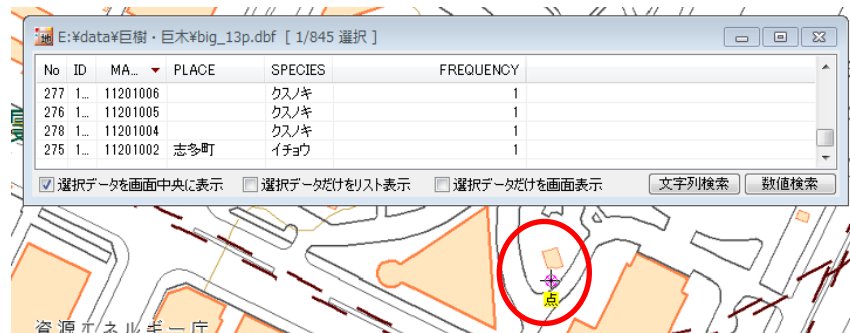 E:¥data¥巨樹・巨木¥big_13p.dbf [ 1/845 選択 ]
No ID MA... PLACE SPECIES FREQUENCY
277 1... 11201006 クスノキ 1
276 1... 11201005 クスノキ 1
278 1... 11201004 クスノキ 1
275 1... 11201002 志多町 イチョウ 1
選択データを画面中央に表示 選択データだけをリスト表示 選択データだけを画面表示 文字列検索 数値検索
点
資源エネルギー庁